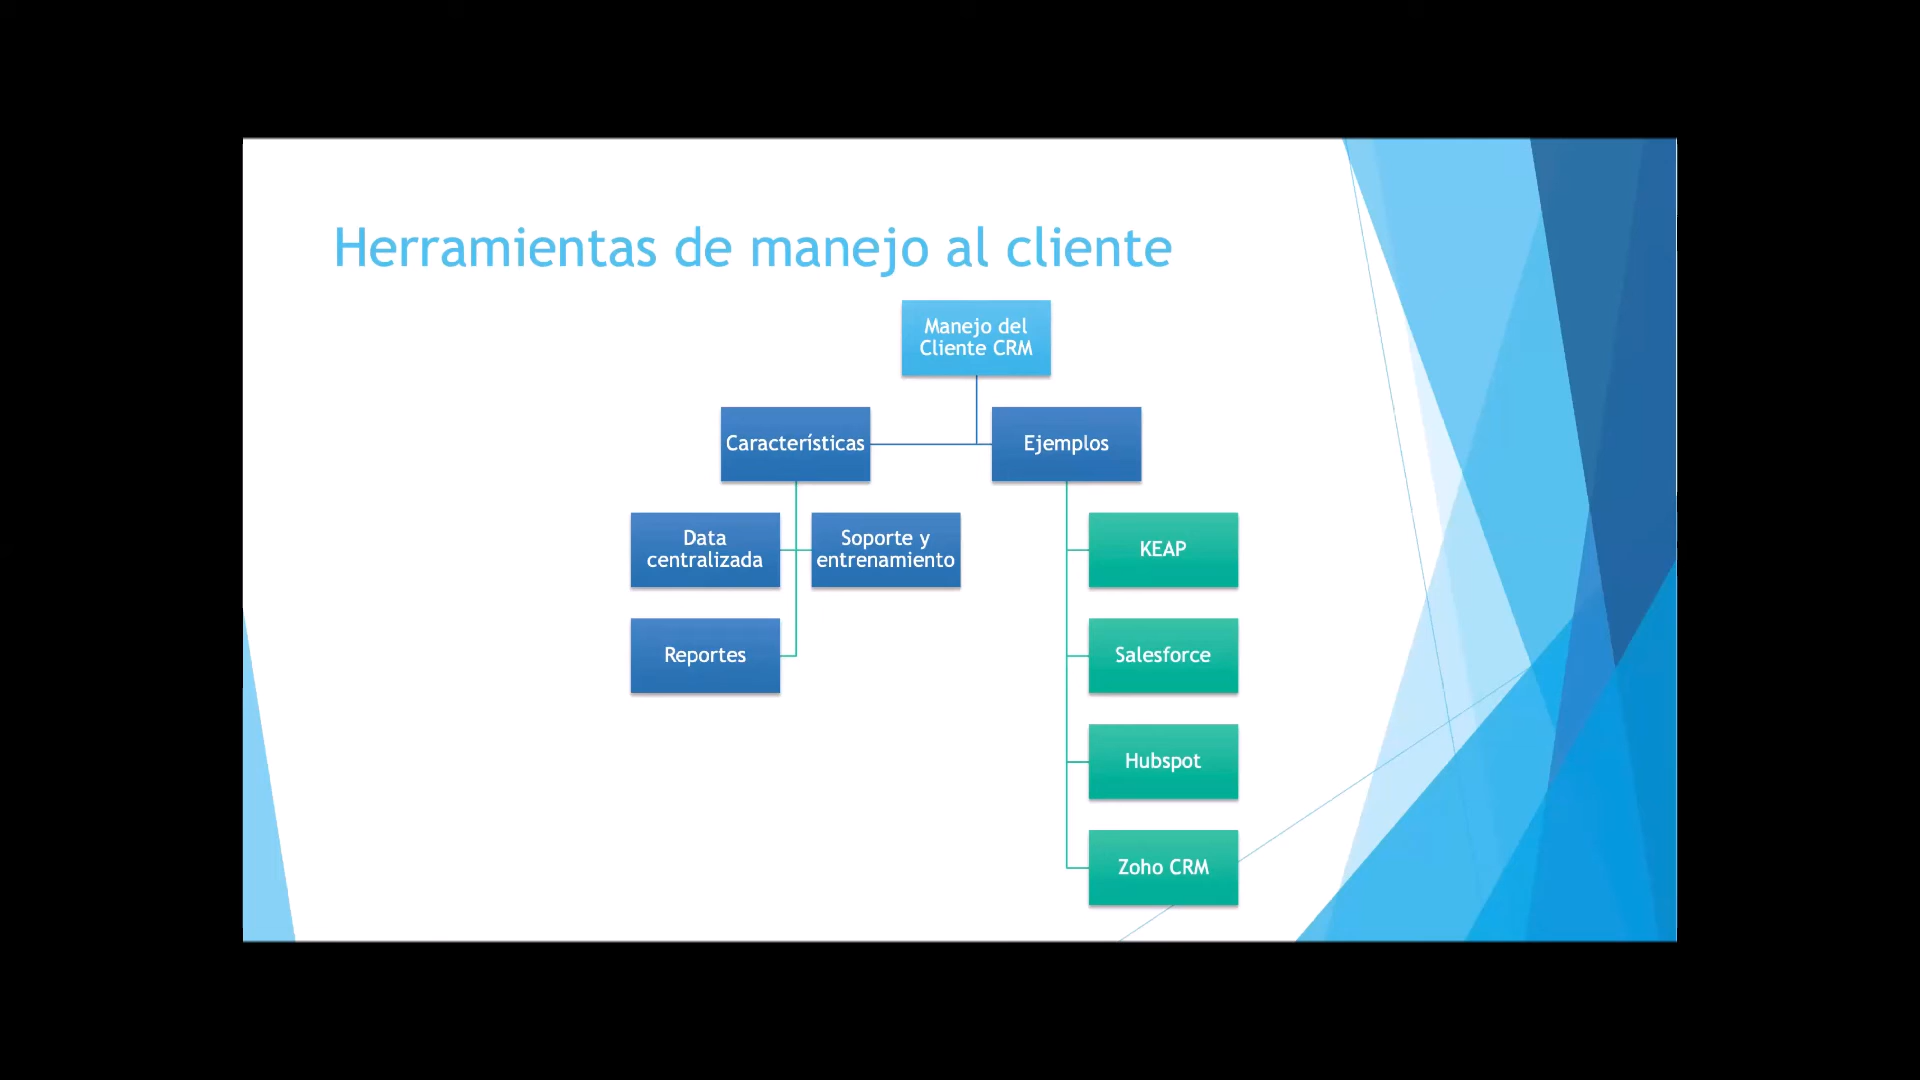 Herramientas de manejo al cliente
Manejo del
Cliente CRM
Características
Ejemplos
Data
centralizada
Soporte y
entrenamiento
Reportes
KEAP
Salesforce
Hubspot
Zoho CRM